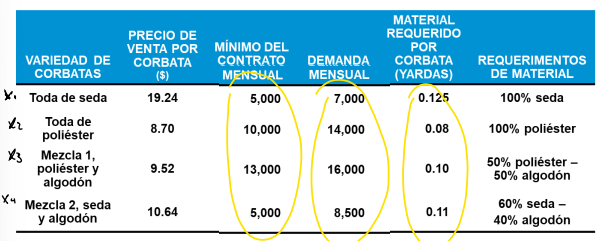 VARIEDAD DE CORBATAS | PRECIO DE VENTA POR CORBATA ($) | MÍNIMO DEL CONTRATO MENSUAL | DEMANDA MENSUAL | MATERIAL REQUERIDO POR CORBATA (YARDAS) | REQUERIMENTOS DE MATERIAL
x₁ Toda de seda | 19.24 | 5,000 | 7,000 | 0.125 | 100% seda
x₂ Toda de poliéster | 8.70 | 10,000 | 14,000 | 0.08 | 100% poliéster
x₃ Mezcla 1, poliéster y algodón | 9.52 | 13,000 | 16,000 | 0.10 | 50% poliéster – 50% algodón
x₄ Mezcla 2, seda y algodón | 10.64 | 5,000 | 8,500 | 0.11 | 60% seda – 40% algodón